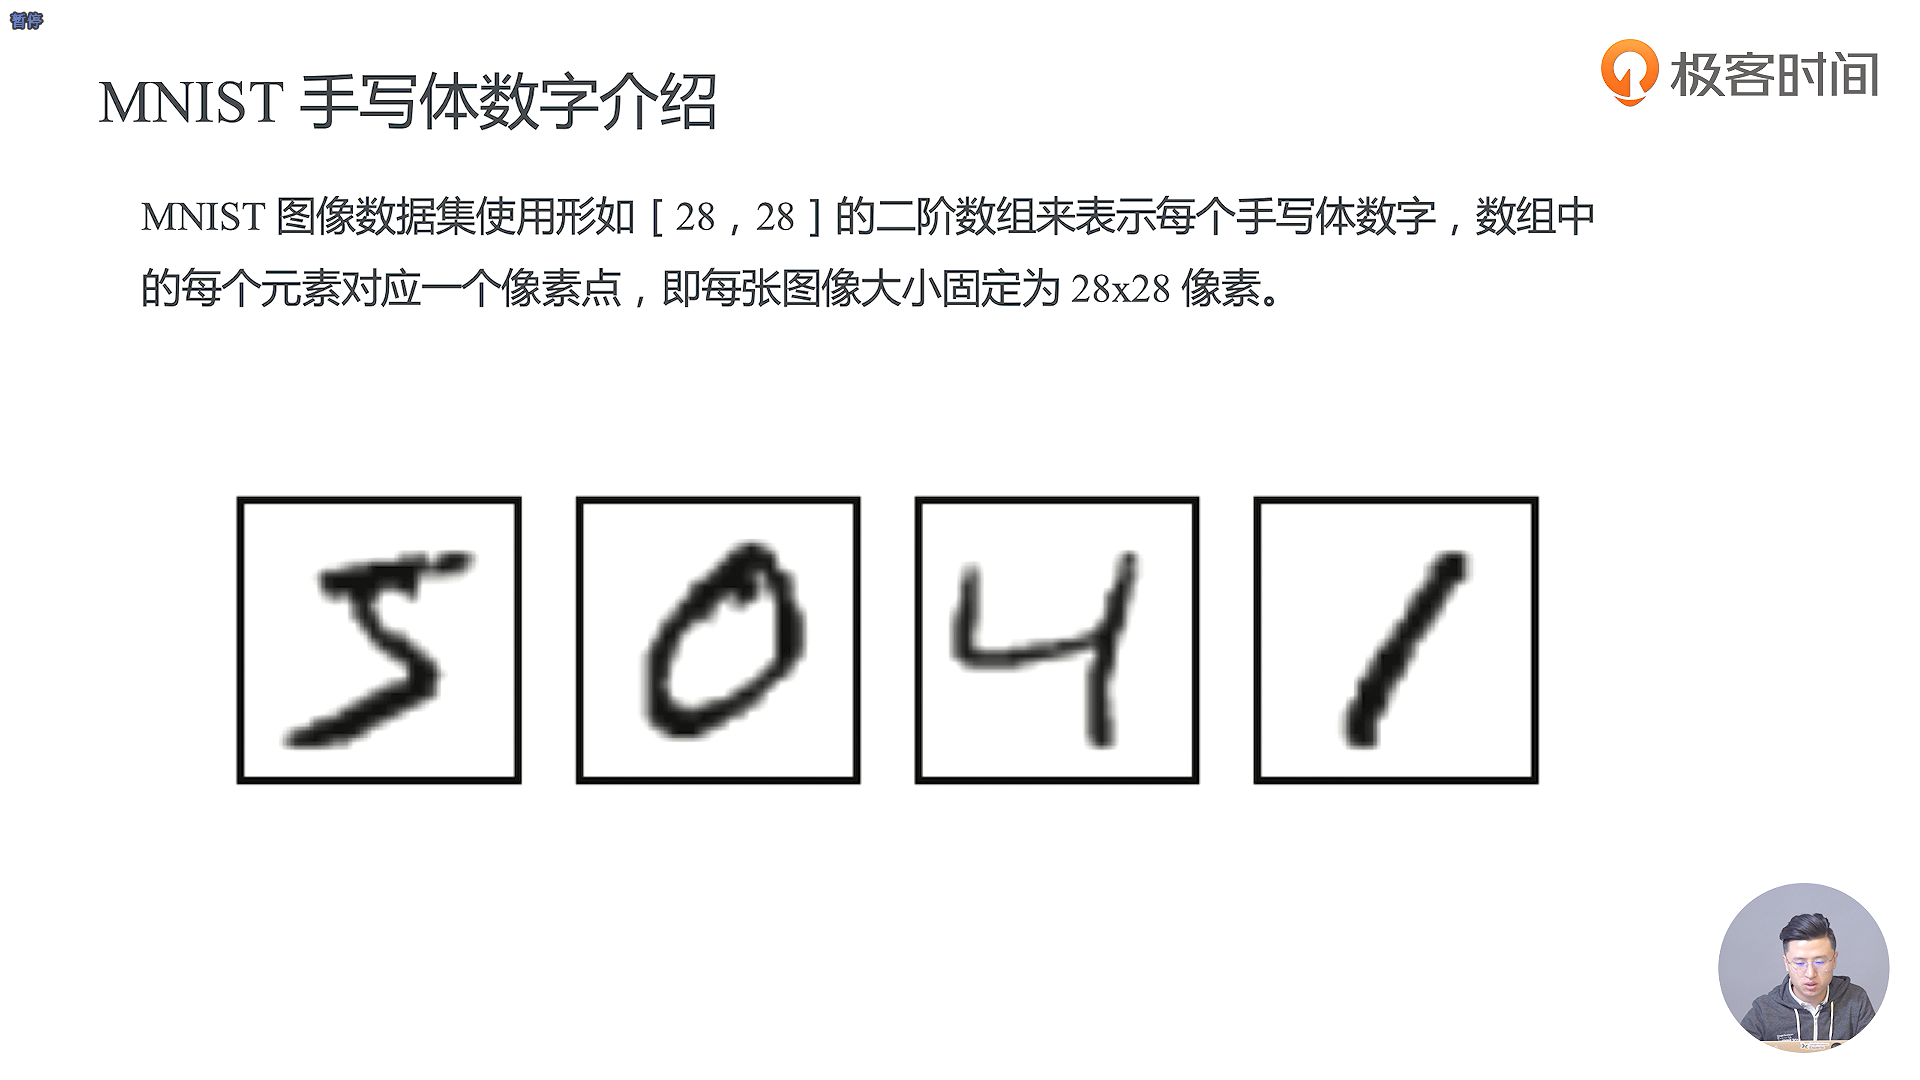 暂停
极客时间
MNIST 手写体数字介绍
MNIST 图像数据集使用形如［28，28］的二阶数组来表示每个手写体数字，数组中
的每个元素对应一个像素点，即每张图像大小固定为 28x28 像素。
5 0 4 1